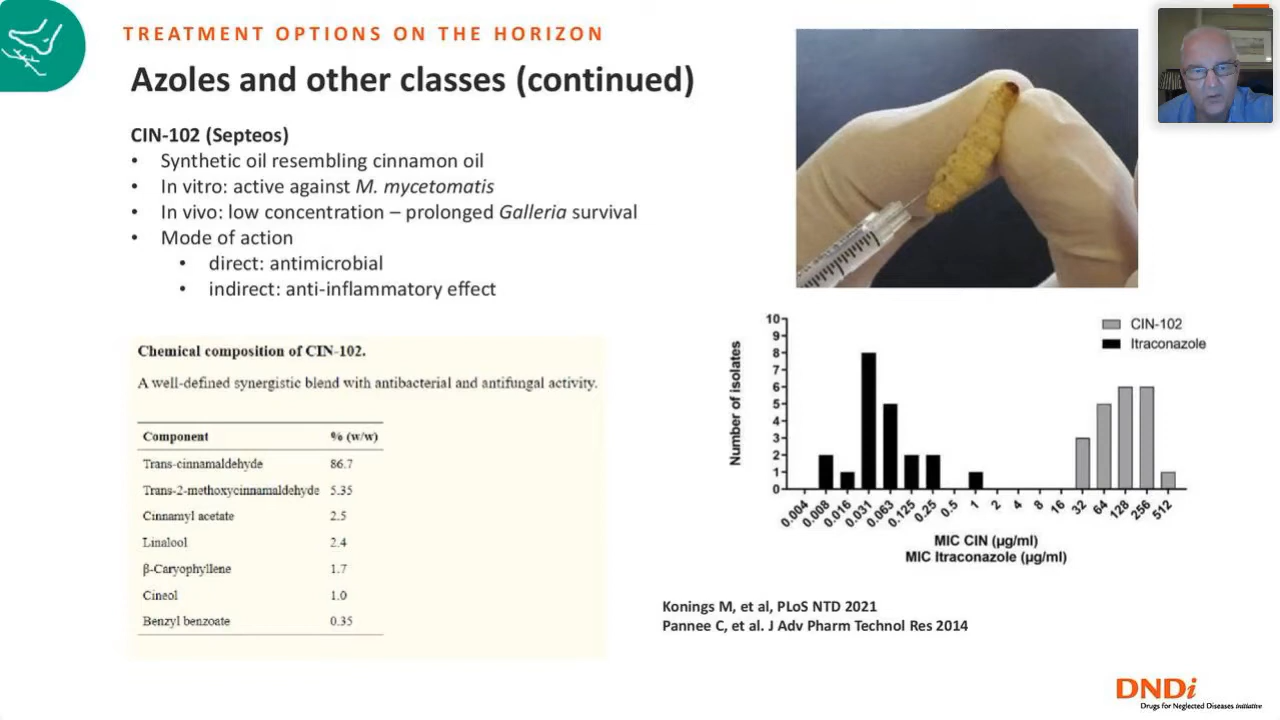 TREATMENT OPTIONS ON THE HORIZON
Azoles and other classes (continued)
CIN-102 (Septeos)
• Synthetic oil resembling cinnamon oil
• In vitro: active against M. mycetomatis
• In vivo: low concentration – prolonged Galleria survival
• Mode of action
• direct: antimicrobial
• indirect: anti-inflammatory effect
Chemical composition of CIN-102.
A well-defined synergistic blend with antibacterial and antifungal activity.
Component % (w/w)
Trans-cinnamaldehyde 86.7
Trans-2-methoxycinnamaldehyde 5.35
Cinnamyl acetate 2.5
Linalool 2.4
β-Caryophyllene 1.7
Cineol 1.0
Benzyl benzoate 0.35
CIN-102
Itraconazole
Number of isolates
10
9
8
7
6
5
4
3
2
1
0
0.004 0.008 0.016 0.031 0.063 0.125 0.25 0.5 1 2 4 8 16 32 64 128 256 512
MIC CIN (µg/ml)
MIC Itraconazole (µg/ml)
Konings M, et al, PLoS NTD 2021
Pannee C, et al. J Adv Pharm Technol Res 2014
DNDi
Drugs for Neglected Diseases initiative